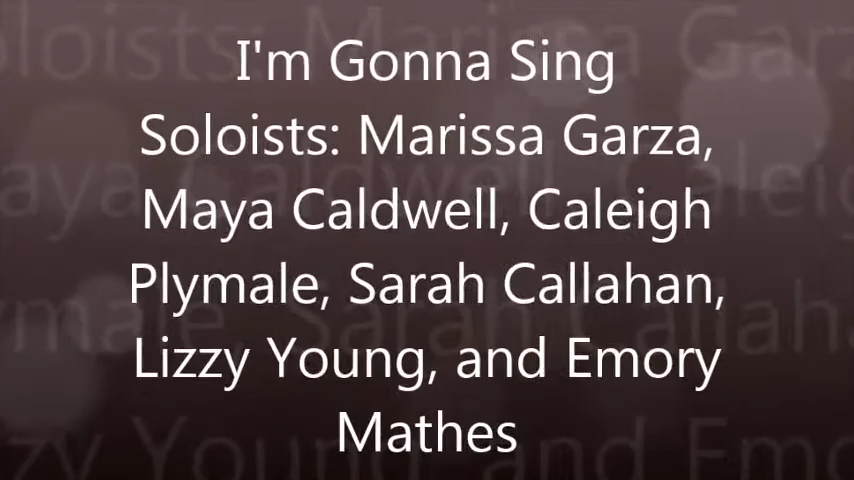 I'm Gonna Sing
Soloists: Marissa Garza,
Maya Caldwell, Caleigh
Plymale, Sarah Callahan,
Lizzy Young, and Emory
Mathes